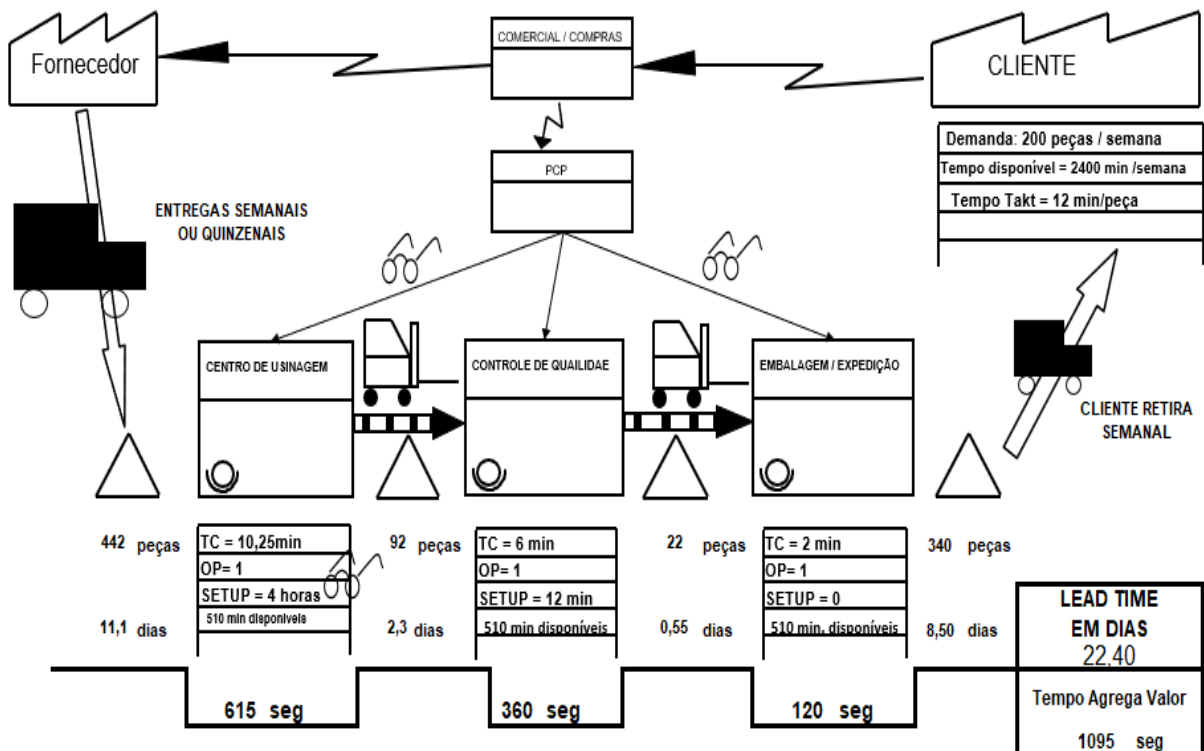 Fornecedor
COMERCIAL / COMPRAS
CLIENTE
Demanda: 200 peças / semana
Tempo disponível = 2400 min /semana
Tempo Takt = 12 min/peça
PCP
ENTREGAS SEMANAIS
OU QUINZENAIS
CENTRO DE USINAGEM
CONTROLE DE QUAILIDAE
EMBALAGEM / EXPEDIÇÃO
CLIENTE RETIRA
SEMANAL
442 peças
TC = 10,25min
OP= 1
SETUP = 4 horas
510 min disponiveis
11,1 dias
92 peças
2,3 dias
TC = 6 min
OP= 1
SETUP = 12 min
510 min disponíveis
22 peças
0,55 dias
TC = 2 min
OP= 1
SETUP = 0
510 min. disponíveis
340 peças
8,50 dias
615 seg
360 seg
120 seg
LEAD TIME
EM DIAS
22,40
Tempo Agrega Valor
1095 seg